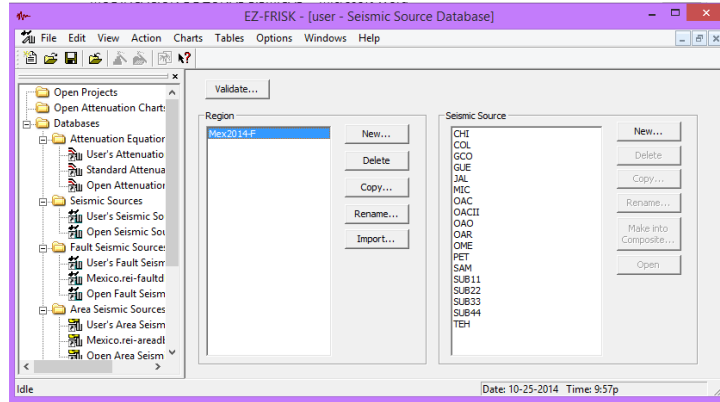 EZ-FRISK - [user - Seismic Source Database]
File Edit View Action Charts Tables Options Windows Help
Validate...
Open Projects
Open Attenuation Charts
Databases
Attenuation Equation
User's Attenuatio
Standard Attenua
Open Attenuation
Seismic Sources
User's Seismic So
Open Seismic Sou
Fault Seismic Sources
User's Fault Seism
Mexico.rei-faultd
Open Fault Seism
Area Seismic Sources
User's Area Seism
Mexico.rei-areadl
Open Area Seism
Region
Mex2014-F
New...
Delete
Copy...
Rename...
Import...
Seismic Source
CHI
COL
GCO
GUE
JAL
MIC
OAC
OACII
OAO
OAR
OME
PET
SAM
SUB11
SUB22
SUB33
SUB44
TEH
New...
Delete
Copy...
Rename...
Make into
Composite...
Open
Idle
Date: 10-25-2014 Time: 9:57p